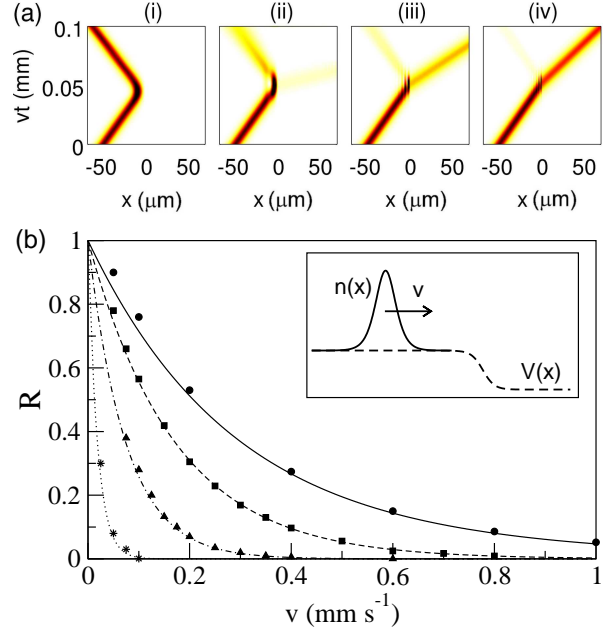 (a) (i) (ii) (iii) (iv)
0.1
0.05
0
vt (mm)
-50 0 50 -50 0 50 -50 0 50 -50 0 50
x (μm) x (μm) x (μm) x (μm)
(b)
1
0.8
0.6
0.4
0.2
0
R
n(x) v
V(x)
0 0.2 0.4 0.6 0.8 1
v (mm s⁻¹)